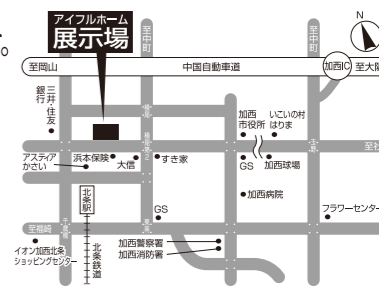 アイフルホーム
展示場
至中町
至中町
N
至岡山
中国自動車道
加西IC
至大阪
三井・住友
銀行
加西
市役所
いこいの村
はりま
至社
アスティア
かさい
浜本保険
大信
すき家
GS
加西球場
北条駅
加西病院
GS
フラワーセンター
至福崎
イオン加西北条
ショッピングセンター
北条鉄道
加西警察署
加西消防署